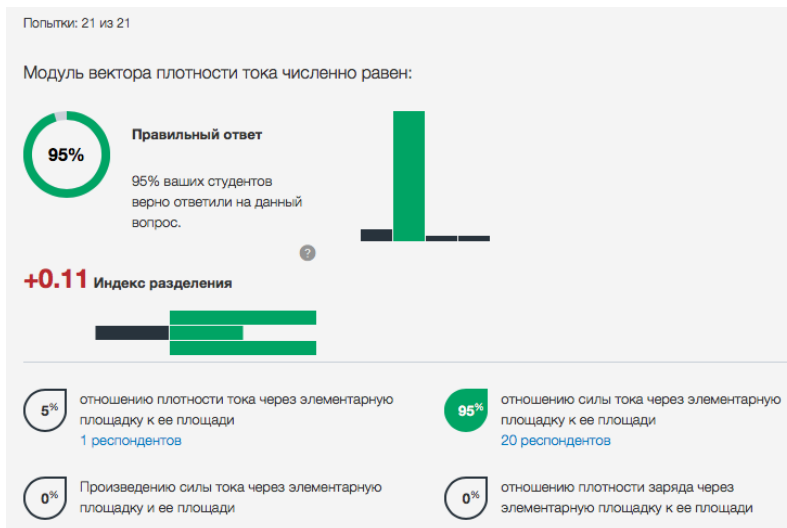 Попытки: 21 из 21
Модуль вектора плотности тока численно равен:
95%
Правильный ответ
95% ваших студентов
верно ответили на данный
вопрос.
?
+0.11 Индекс разделения
5%
отношению плотности тока через элементарную
площадку к ее площади
1 респондентов
95%
отношению силы тока через элементарную
площадку к ее площади
20 респондентов
0%
Произведению силы тока через элементарную
площадку и ее площади
0%
отношению плотности заряда через
элементарную площадку к ее площади